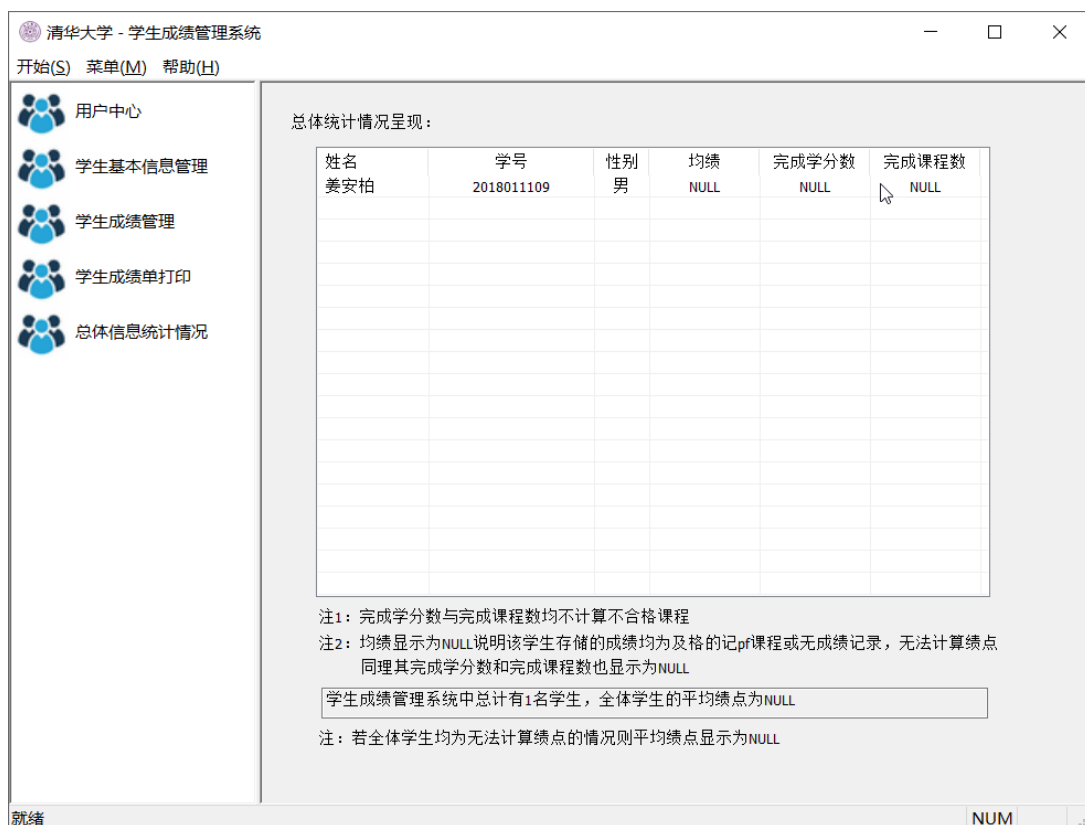 清华大学 - 学生成绩管理系统
开始(S) 菜单(M) 帮助(H)
用户中心
学生基本信息管理
学生成绩管理
学生成绩单打印
总体信息统计情况
总体统计情况呈现：
姓名 学号 性别 均绩 完成学分数 完成课程数
姜安柏 2018011109 男 NULL NULL NULL
注1：完成学分数与完成课程数均不计算不合格课程
注2：均绩显示为NULL说明该学生存储的成绩均为及格的记pf课程或无成绩记录，无法计算绩点
同理其完成学分数和完成课程数也显示为NULL
学生成绩管理系统中总计有1名学生，全体学生的平均绩点为NULL
注：若全体学生均为无法计算绩点的情况则平均绩点显示为NULL
就绪 NUM